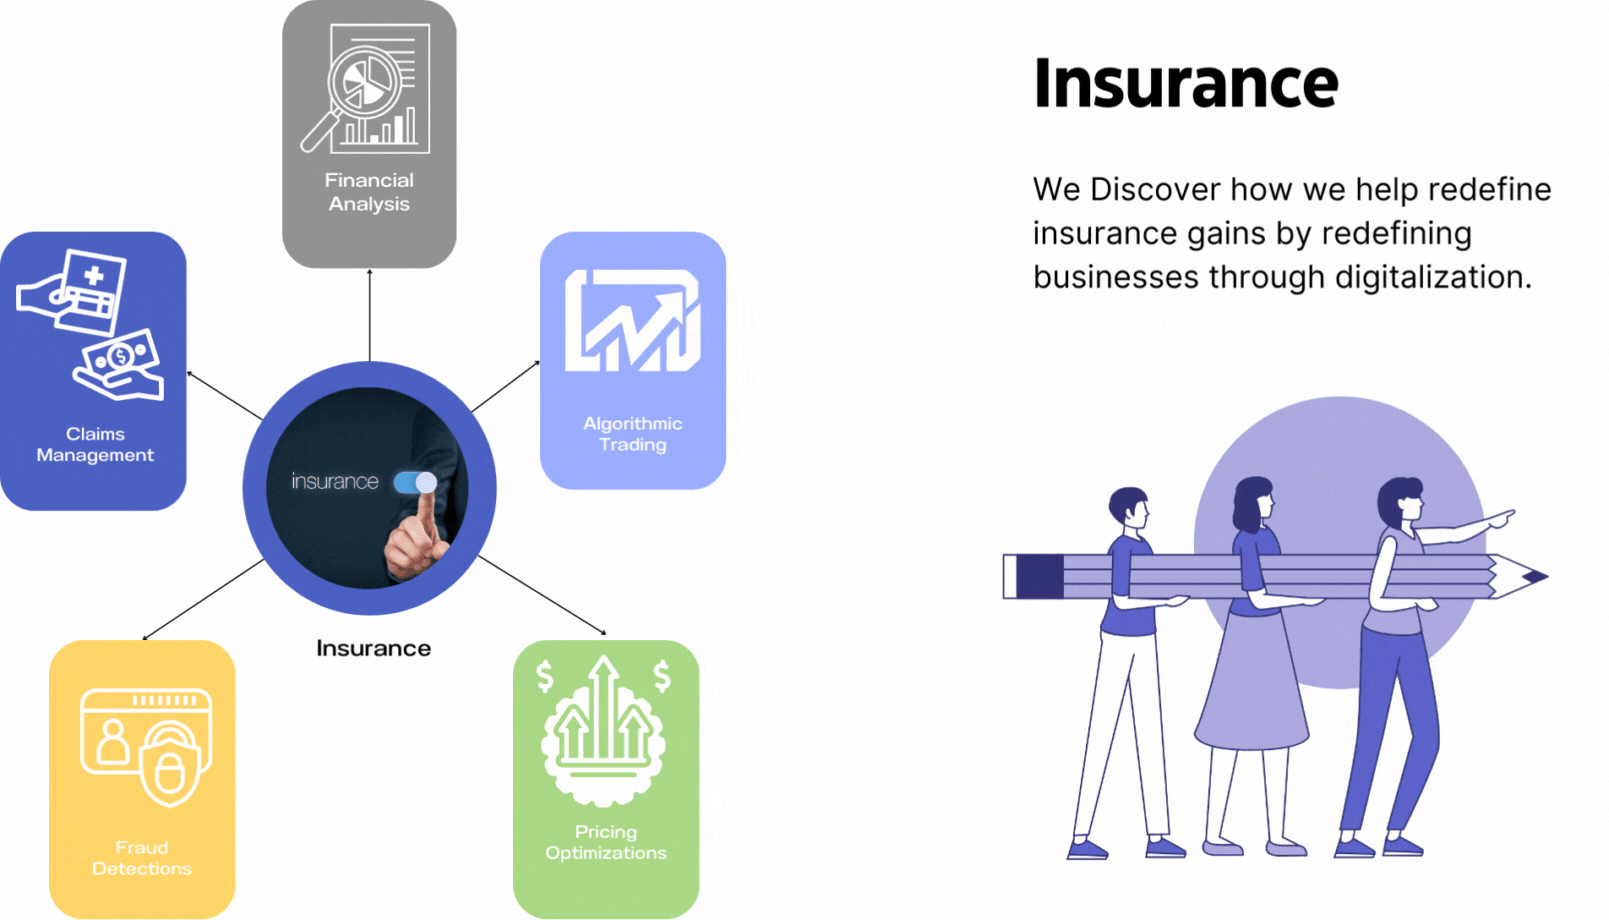 Financial
Analysis
Claims
Management
Algorithmic
Trading
insurance
Insurance
Fraud
Detections
$ $
Pricing
Optimizations
Insurance
We Discover how we help redefine
insurance gains by redefining
businesses through digitalization.